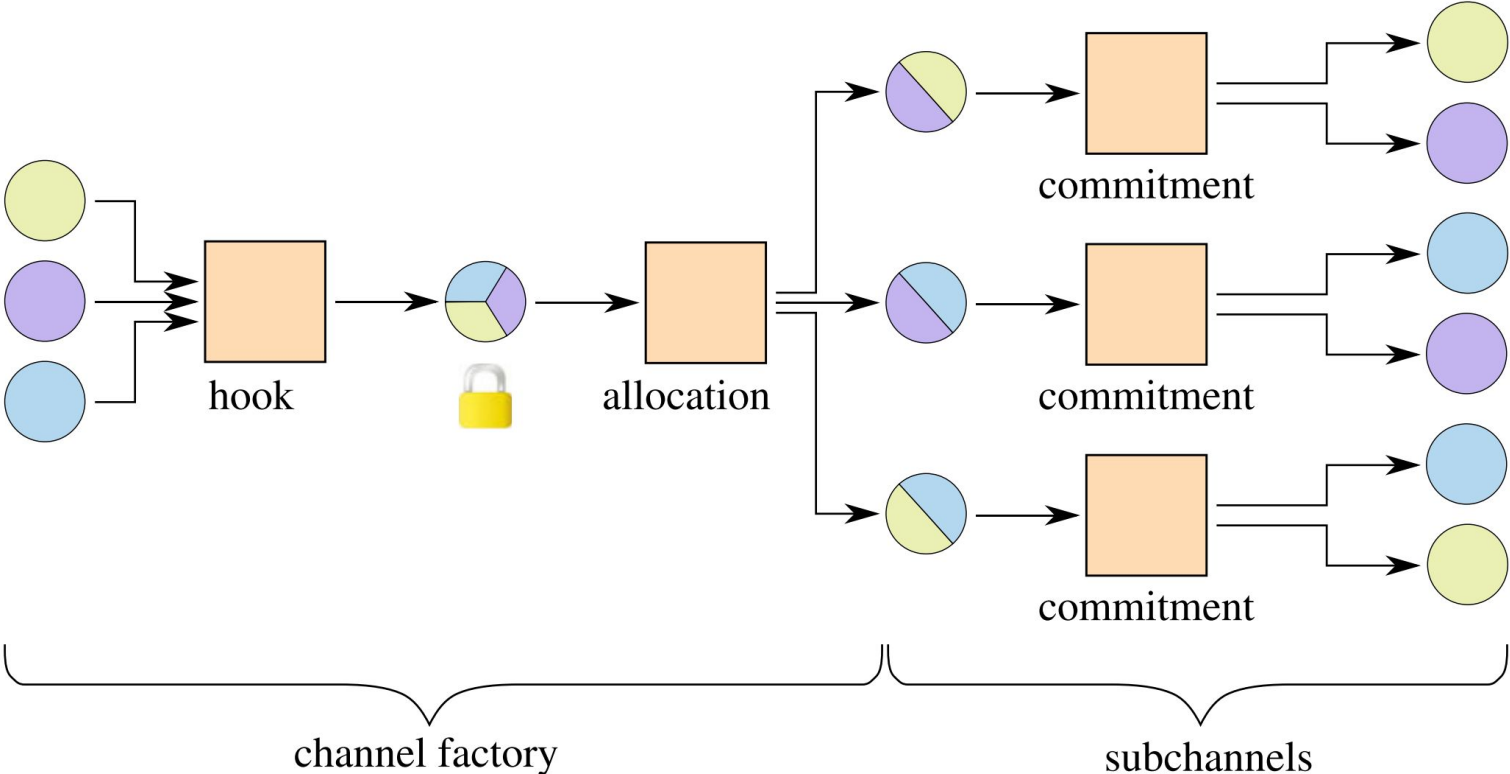 commitment
hook
allocation
commitment
commitment
channel factory
subchannels